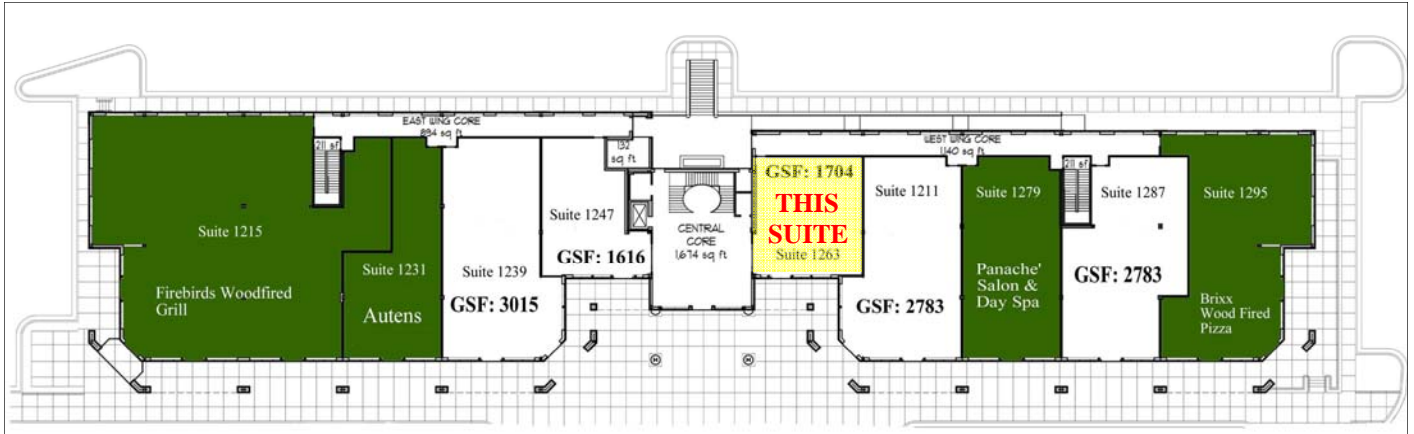 EAST WING CORE
894 sq ft
211 sf
132
sq ft
WEST WING CORE
1,140 sq ft
211 sf
Suite 1215
Firebirds Woodfired
Grill
Suite 1231
Autens
Suite 1239
GSF: 3015
Suite 1247
GSF: 1616
CENTRAL
CORE
1,674 sq ft
GSF: 1704
THIS
SUITE
Suite 1263
Suite 1211
GSF: 2783
Suite 1279
Panache'
Salon &
Day Spa
Suite 1287
GSF: 2783
Suite 1295
Brixx
Wood Fired
Pizza